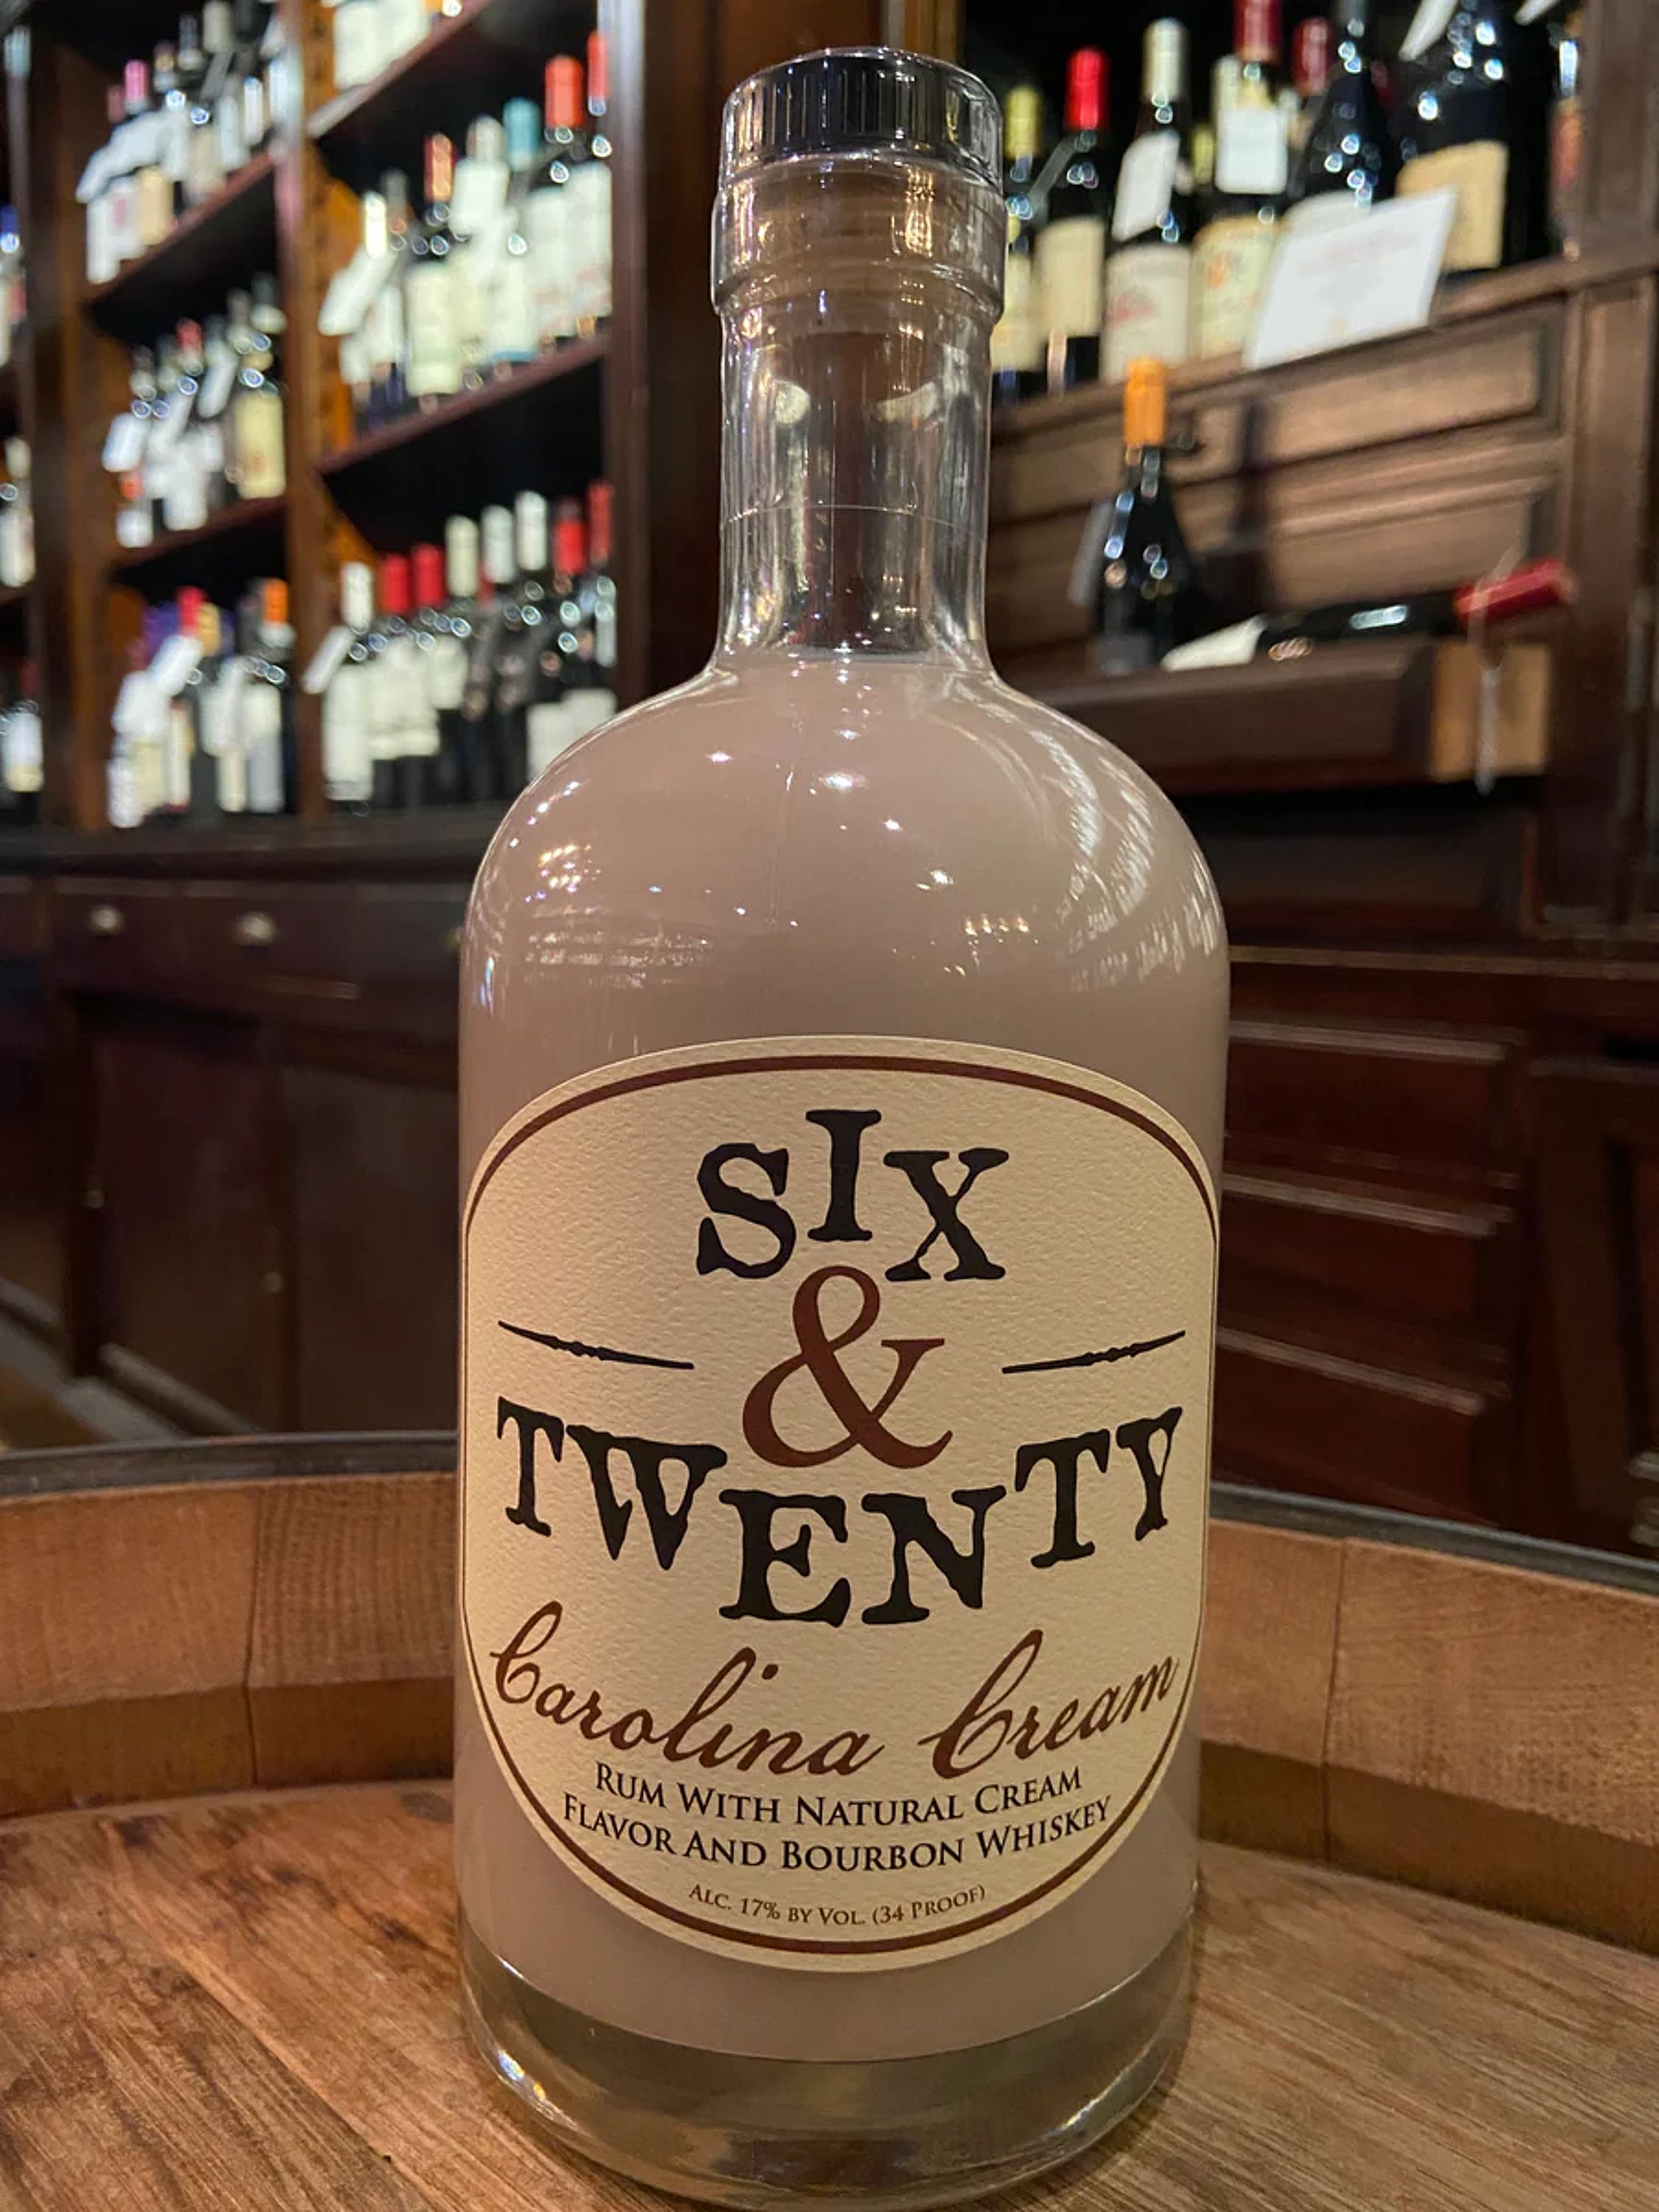 SIX
&
TWENTY
Carolina Cream
RUM WITH NATURAL CREAM
FLAVOR AND BOURBON WHISKEY
ALC. 17% BY VOL. (34 PROOF)